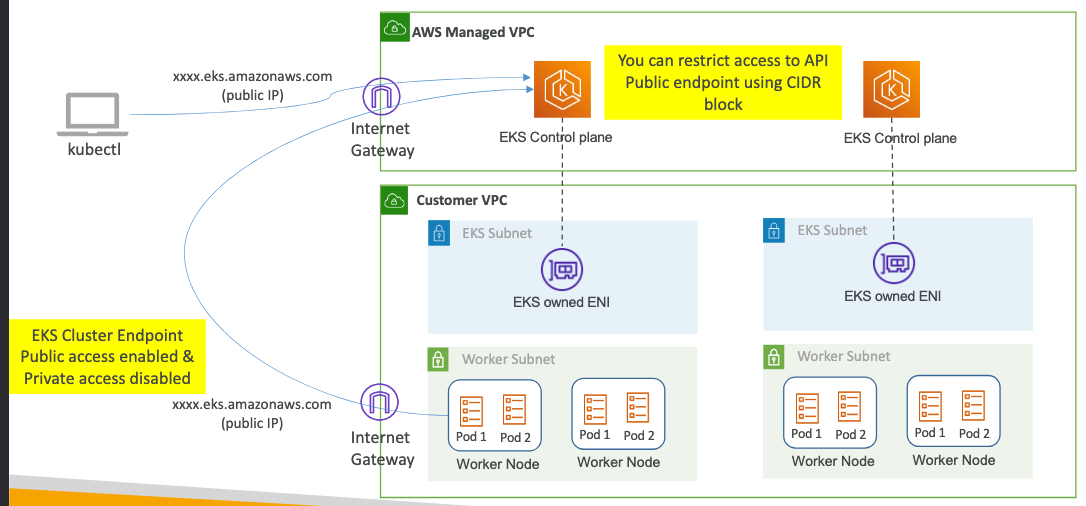 AWS Managed VPC
You can restrict access to API
Public endpoint using CIDR
block
xxxx.eks.amazonaws.com
(public IP)
kubectl
Internet
Gateway
EKS Control plane
EKS Control plane
Customer VPC
EKS Subnet
EKS Subnet
EKS owned ENI
EKS owned ENI
EKS Cluster Endpoint
Public access enabled &
Private access disabled
xxxx.eks.amazonaws.com
(public IP)
Internet
Gateway
Worker Subnet
Pod 1
Pod 2
Worker Node
Pod 1
Pod 2
Worker Node
Worker Subnet
Pod 1
Pod 2
Worker Node
Pod 1
Pod 2
Worker Node